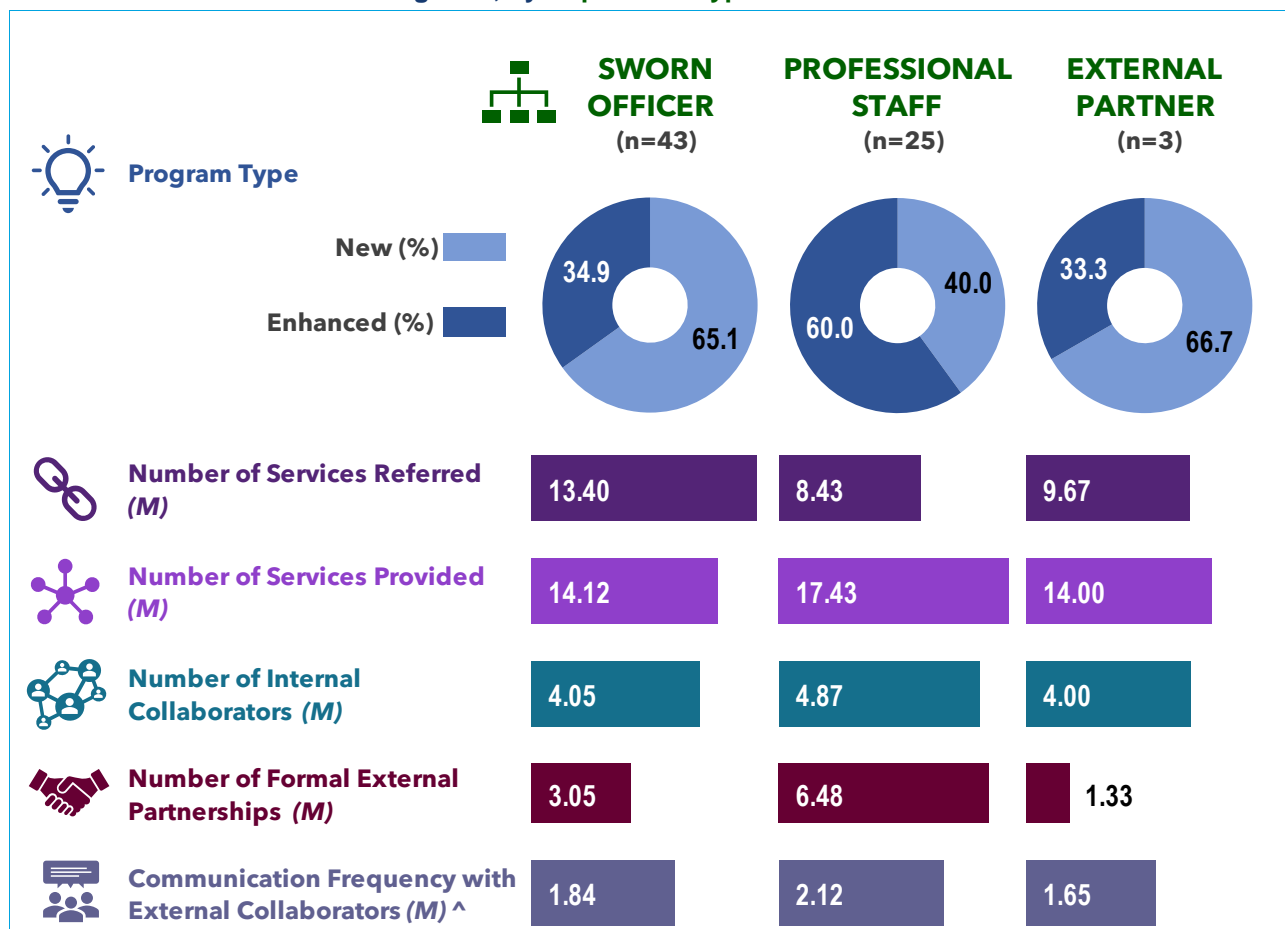 SWORN OFFICER
(n=43)
PROFESSIONAL STAFF
(n=25)
EXTERNAL PARTNER
(n=3)
Program Type
New (%)
Enhanced (%)
34.9
65.1
60.0
40.0
33.3
66.7
Number of Services Referred
(M)
13.40
8.43
9.67
Number of Services Provided
(M)
14.12
17.43
14.00
Number of Internal
Collaborators (M)
4.05
4.87
4.00
Number of Formal External
Partnerships (M)
3.05
6.48
1.33
Communication Frequency with
External Collaborators (M) ^
1.84
2.12
1.65